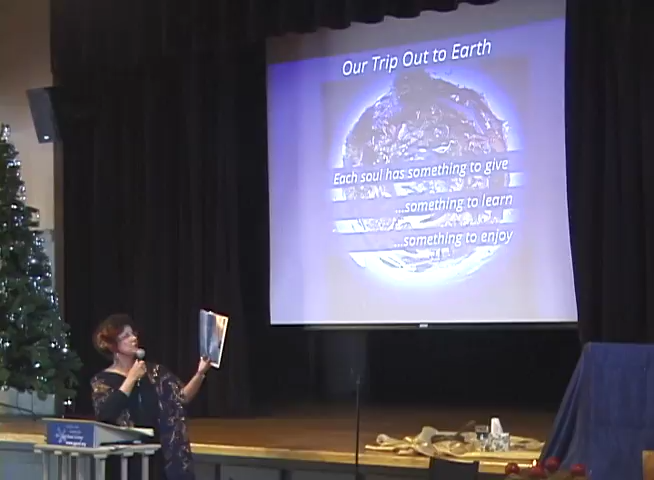 Our Trip Out to Earth
Each soul has something to give
...something to learn
...something to enjoy